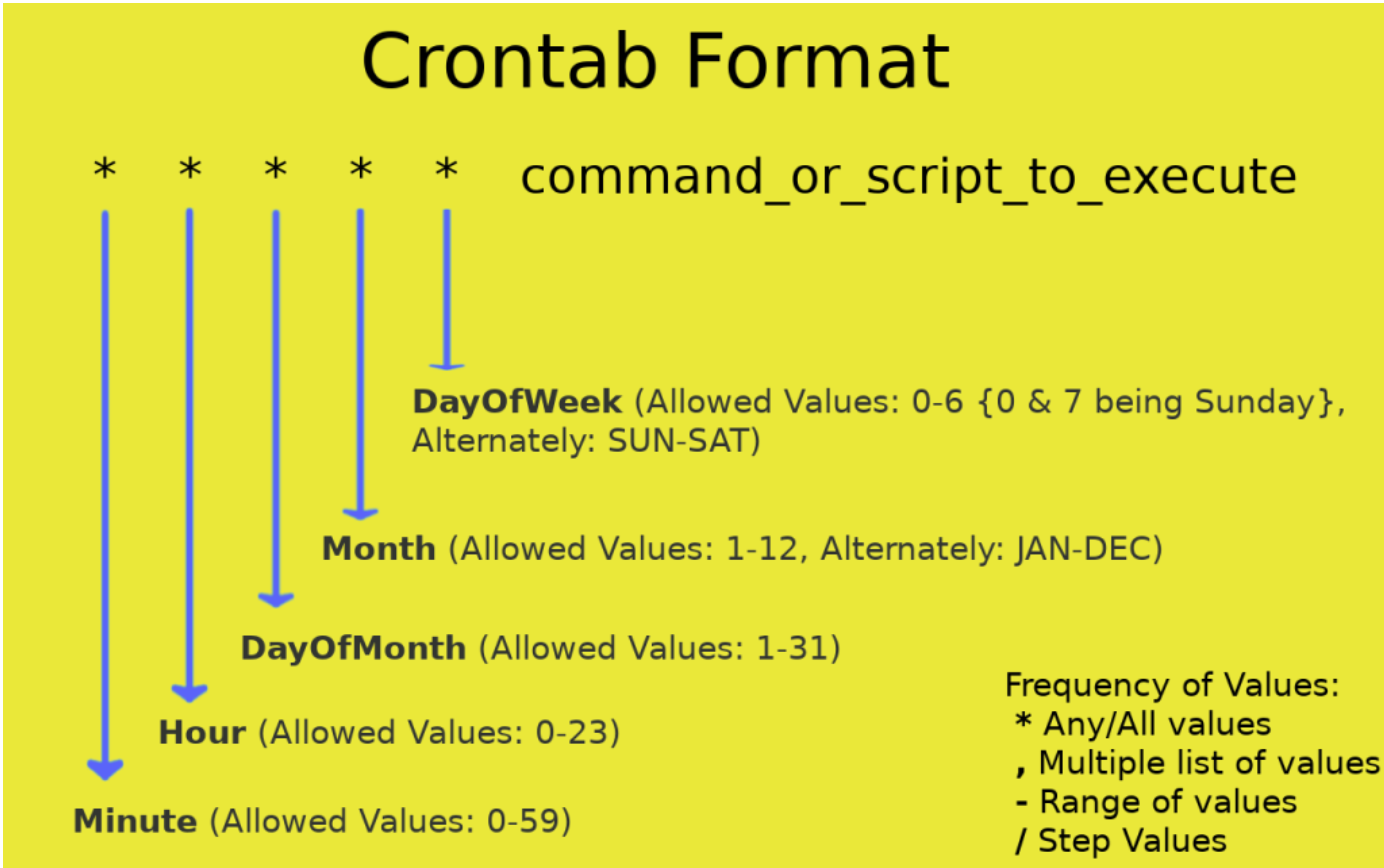 Crontab Format
* * * * * command_or_script_to_execute
DayOfWeek (Allowed Values: 0-6 {0 & 7 being Sunday},
Alternately: SUN-SAT)
Month (Allowed Values: 1-12, Alternately: JAN-DEC)
DayOfMonth (Allowed Values: 1-31)
Hour (Allowed Values: 0-23)
Minute (Allowed Values: 0-59)
Frequency of Values:
* Any/All values
, Multiple list of values
- Range of values
/ Step Values